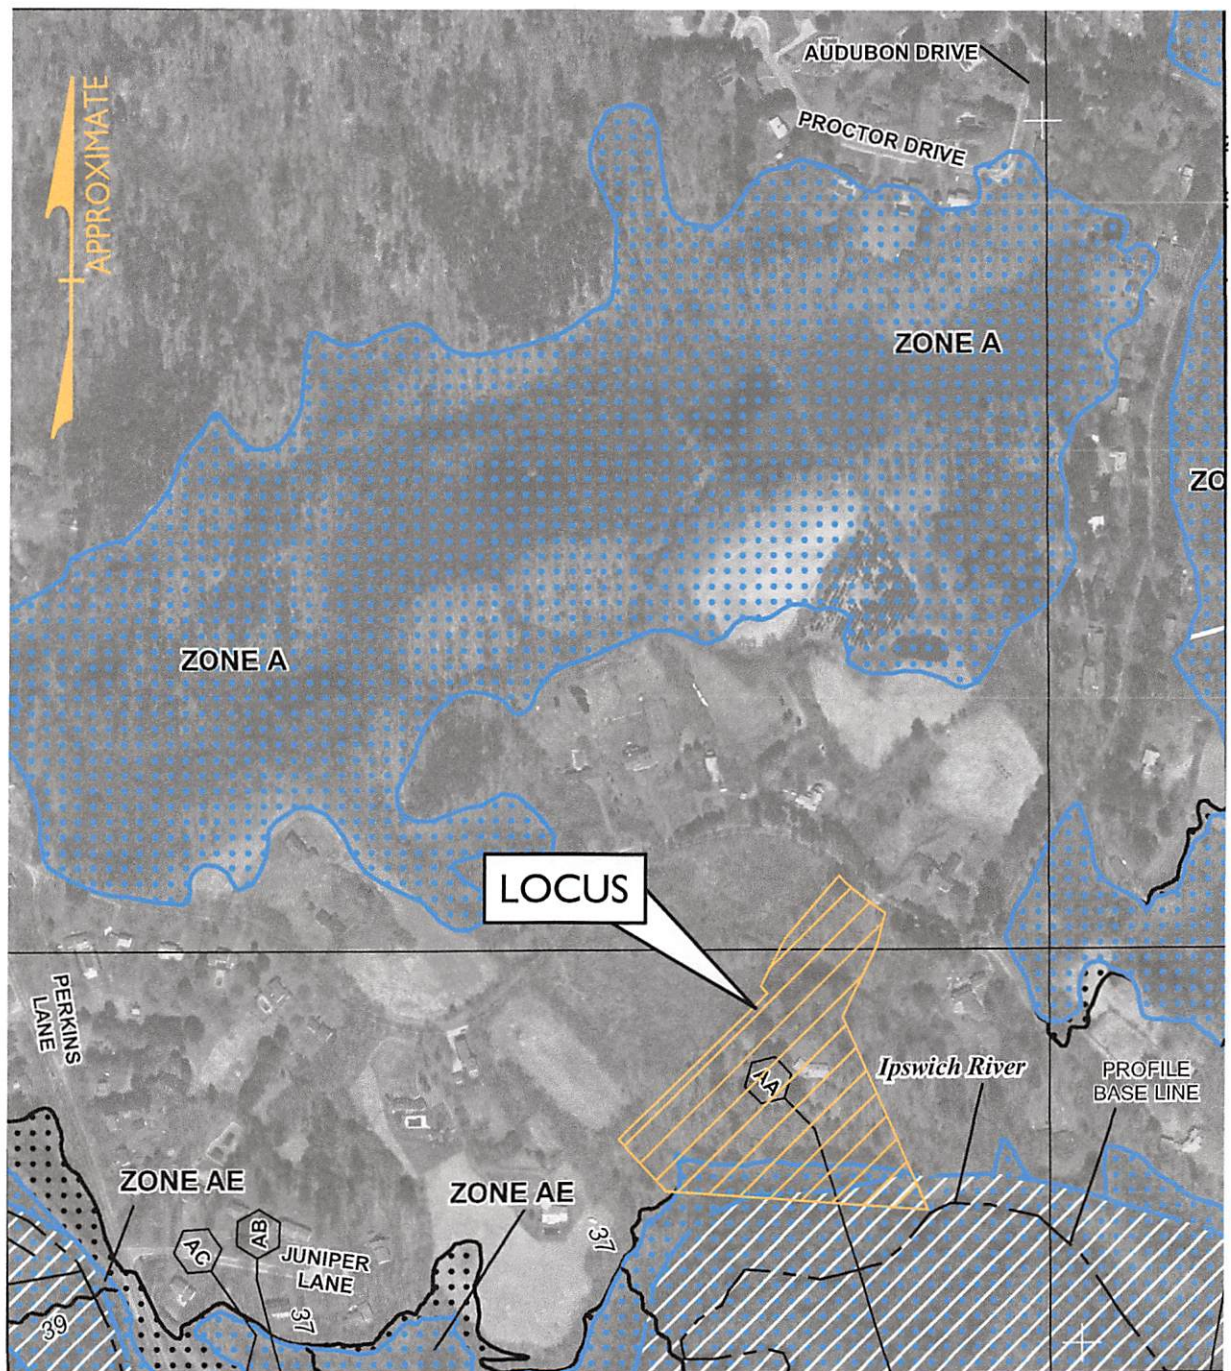 AUDUBON DRIVE
PROCTOR DRIVE
APPROXIMATE
ZONE A
ZO
ZONE A
LOCUS
PERKINS
LANE
AA
Ipswich River
PROFILE
BASE LINE
ZONE AE
ZONE AE
AC
AB
JUNIPER
LANE
37
37
39